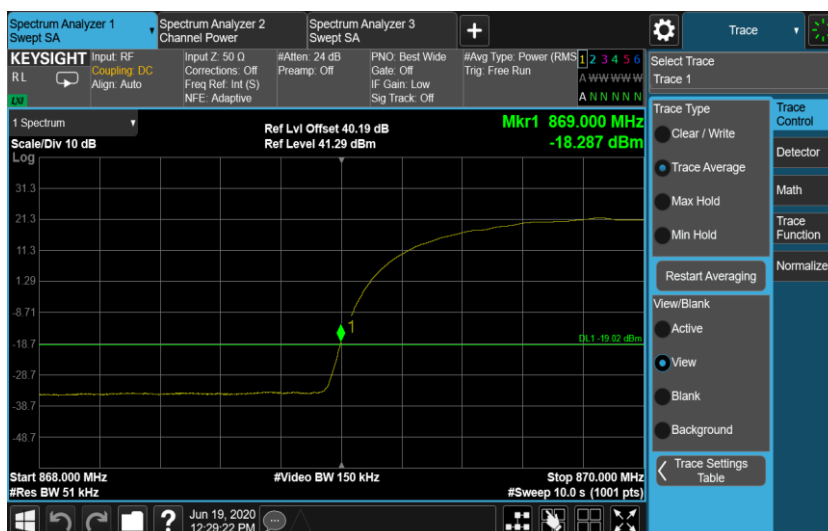 Spectrum Analyzer 1
Swept SA
Spectrum Analyzer 2
Channel Power
Spectrum Analyzer 3
Swept SA
Trace
KEYSIGHT
RL
LXI
Input: RF
Coupling: DC
Align: Auto
Input Z: 50 Ω
Corrections: Off
Freq Ref: Int (S)
NFE: Adaptive
#Atten: 24 dB
Preamp: Off
PNO: Best Wide
Gate: Off
IF Gain: Low
Sig Track: Off
#Avg Type: Power (RMS
Trig: Free Run
1 2 3 4 5 6
A W W W W W
A N N N N N
Select Trace
Trace 1
1 Spectrum
Scale/Div 10 dB
Log
Ref Lvl Offset 40.19 dB
Ref Level 41.29 dBm
Mkr1 869.000 MHz
-18.287 dBm
31.3
21.3
11.3
1.29
-8.71
-18.7
-28.7
-38.7
-48.7
1
DL1 -19.02 dBm
Start 868.000 MHz
#Res BW 51 kHz
#Video BW 150 kHz
Stop 870.000 MHz
#Sweep 10.0 s (1001 pts)
Trace Type
Clear / Write
Trace Average
Max Hold
Min Hold
Restart Averaging
View/Blank
Active
View
Blank
Background
Trace Settings
Table
Trace
Control
Detector
Math
Trace
Function
Normalize
Jun 19, 2020
12:29:22 PM